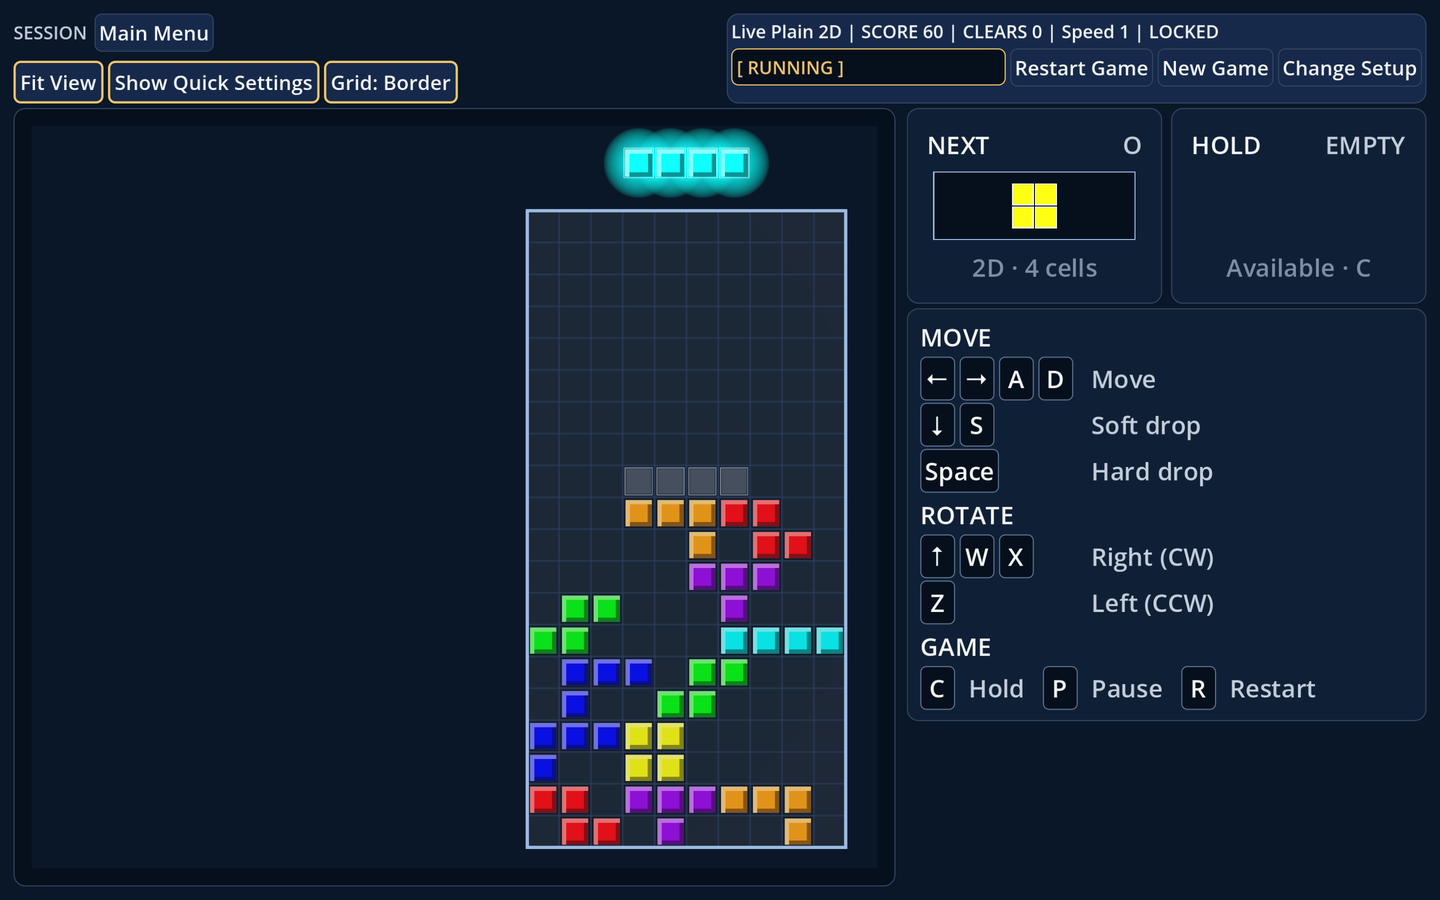 SESSION Main Menu
Fit View Show Quick Settings Grid: Border
Live Plain 2D | SCORE 60 | CLEARS 0 | Speed 1 | LOCKED
[ RUNNING ] Restart Game New Game Change Setup
NEXT O
2D · 4 cells
HOLD EMPTY
Available · C
MOVE
← → A D Move
↓ S Soft drop
Space Hard drop
ROTATE
↑ W X Right (CW)
Z Left (CCW)
GAME
C Hold P Pause R Restart